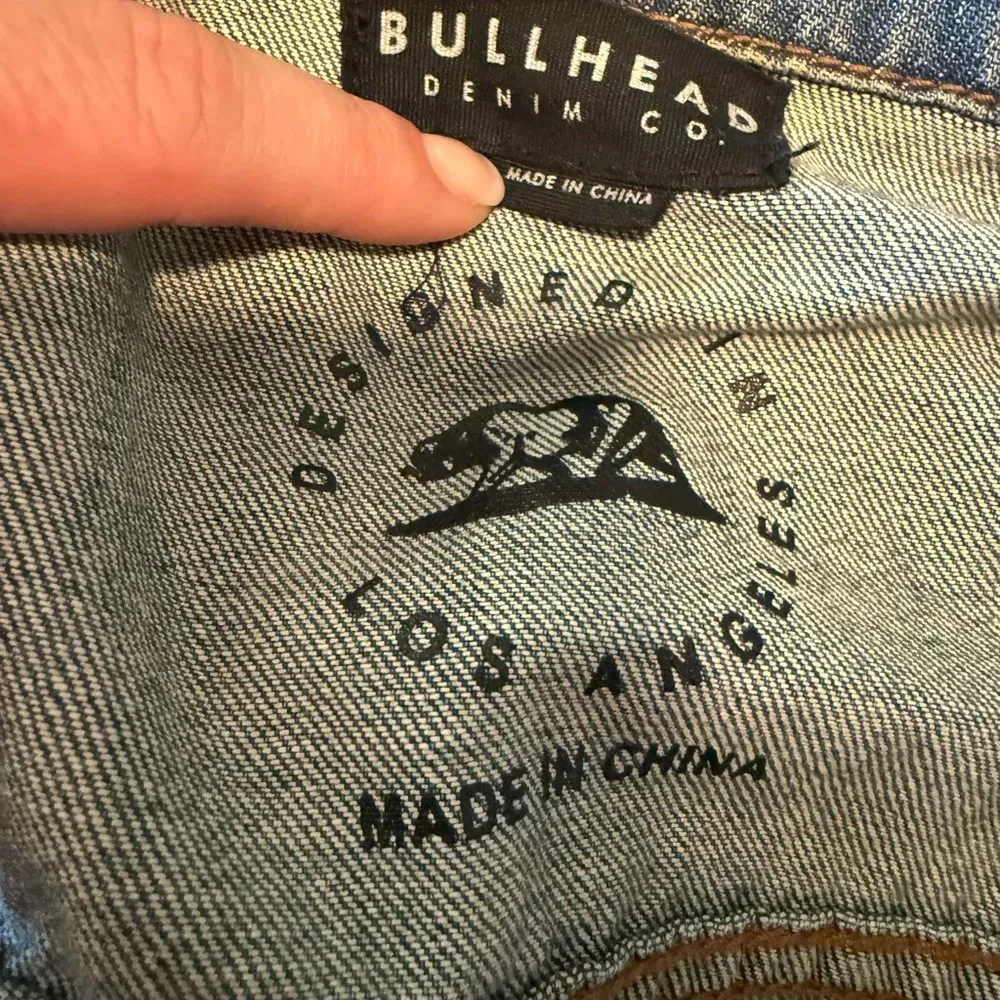 BULLHEAD
DENIM CO.
MADE IN CHINA
DESIGNED IN
LOS ANGELES
MADE IN CHINA